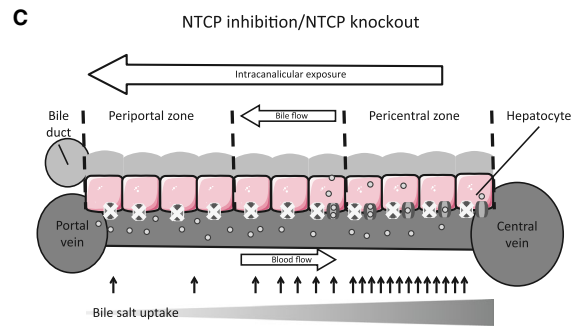 C
NTCP inhibition/NTCP knockout
Intracanalicular exposure
Bile
duct
Periportal zone
Bile flow
Pericentral zone
Hepatocyte
Portal
vein
Central
vein
Blood flow
Bile salt uptake